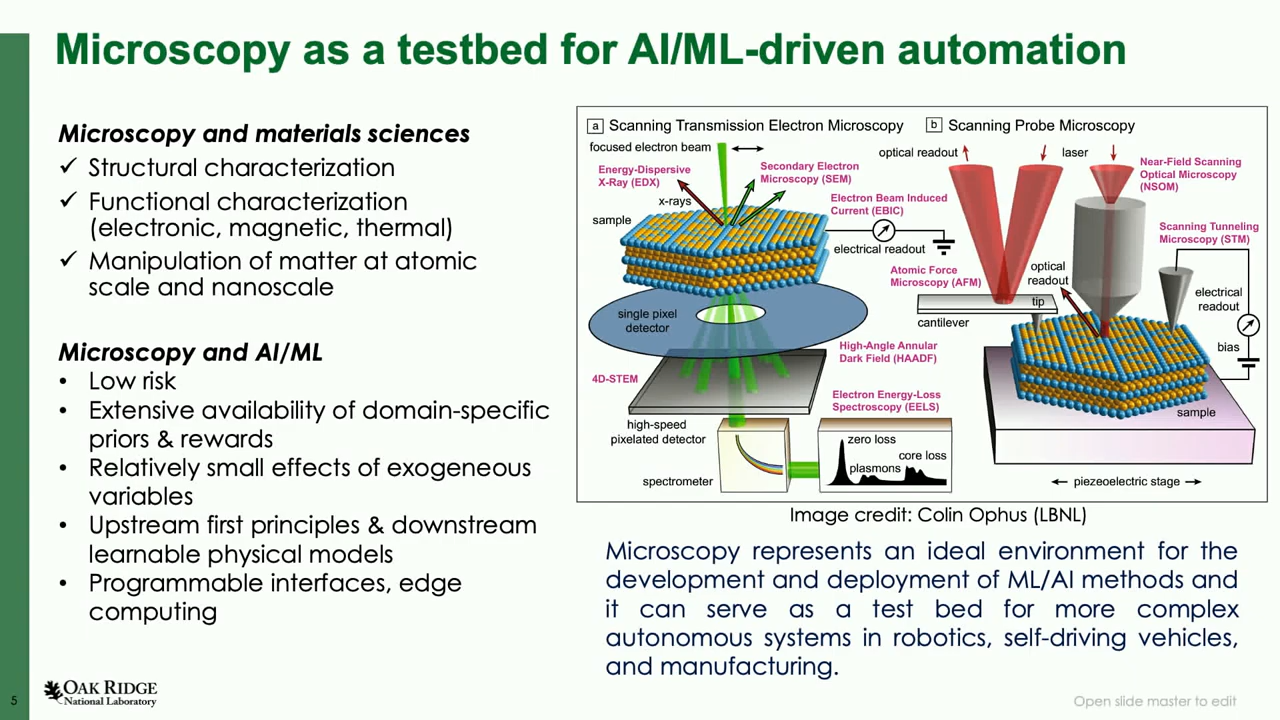 Microscopy as a testbed for AI/ML-driven automation
Microscopy and materials sciences
✓ Structural characterization
✓ Functional characterization
(electronic, magnetic, thermal)
✓ Manipulation of matter at atomic
scale and nanoscale
Microscopy and AI/ML
• Low risk
• Extensive availability of domain-specific
priors & rewards
• Relatively small effects of exogeneous
variables
• Upstream first principles & downstream
learnable physical models
• Programmable interfaces, edge
computing
a Scanning Transmission Electron Microscopy
focused electron beam
Energy-Dispersive
X-Ray (EDX)
x-rays
Secondary Electron
Microscopy (SEM)
sample
Electron Beam Induced
Current (EBIC)
electrical readout
single pixel
detector
High-Angle Annular
Dark Field (HAADF)
4D-STEM
high-speed
pixelated detector
Electron Energy-Loss
Spectroscopy (EELS)
spectrometer
zero loss
plasmons
core loss
b Scanning Probe Microscopy
optical readout
laser
Near-Field Scanning
Optical Microscopy
(NSOM)
Scanning Tunneling
Microscopy (STM)
Atomic Force
Microscopy (AFM)
optical
readout
tip
cantilever
electrical
readout
bias
sample
piezeoelectric stage
Image credit: Colin Ophus (LBNL)
Microscopy represents an ideal environment for the
development and deployment of ML/AI methods and
it can serve as a test bed for more complex
autonomous systems in robotics, self-driving vehicles,
and manufacturing.
5
OAK RIDGE
National Laboratory
Open slide master to edit